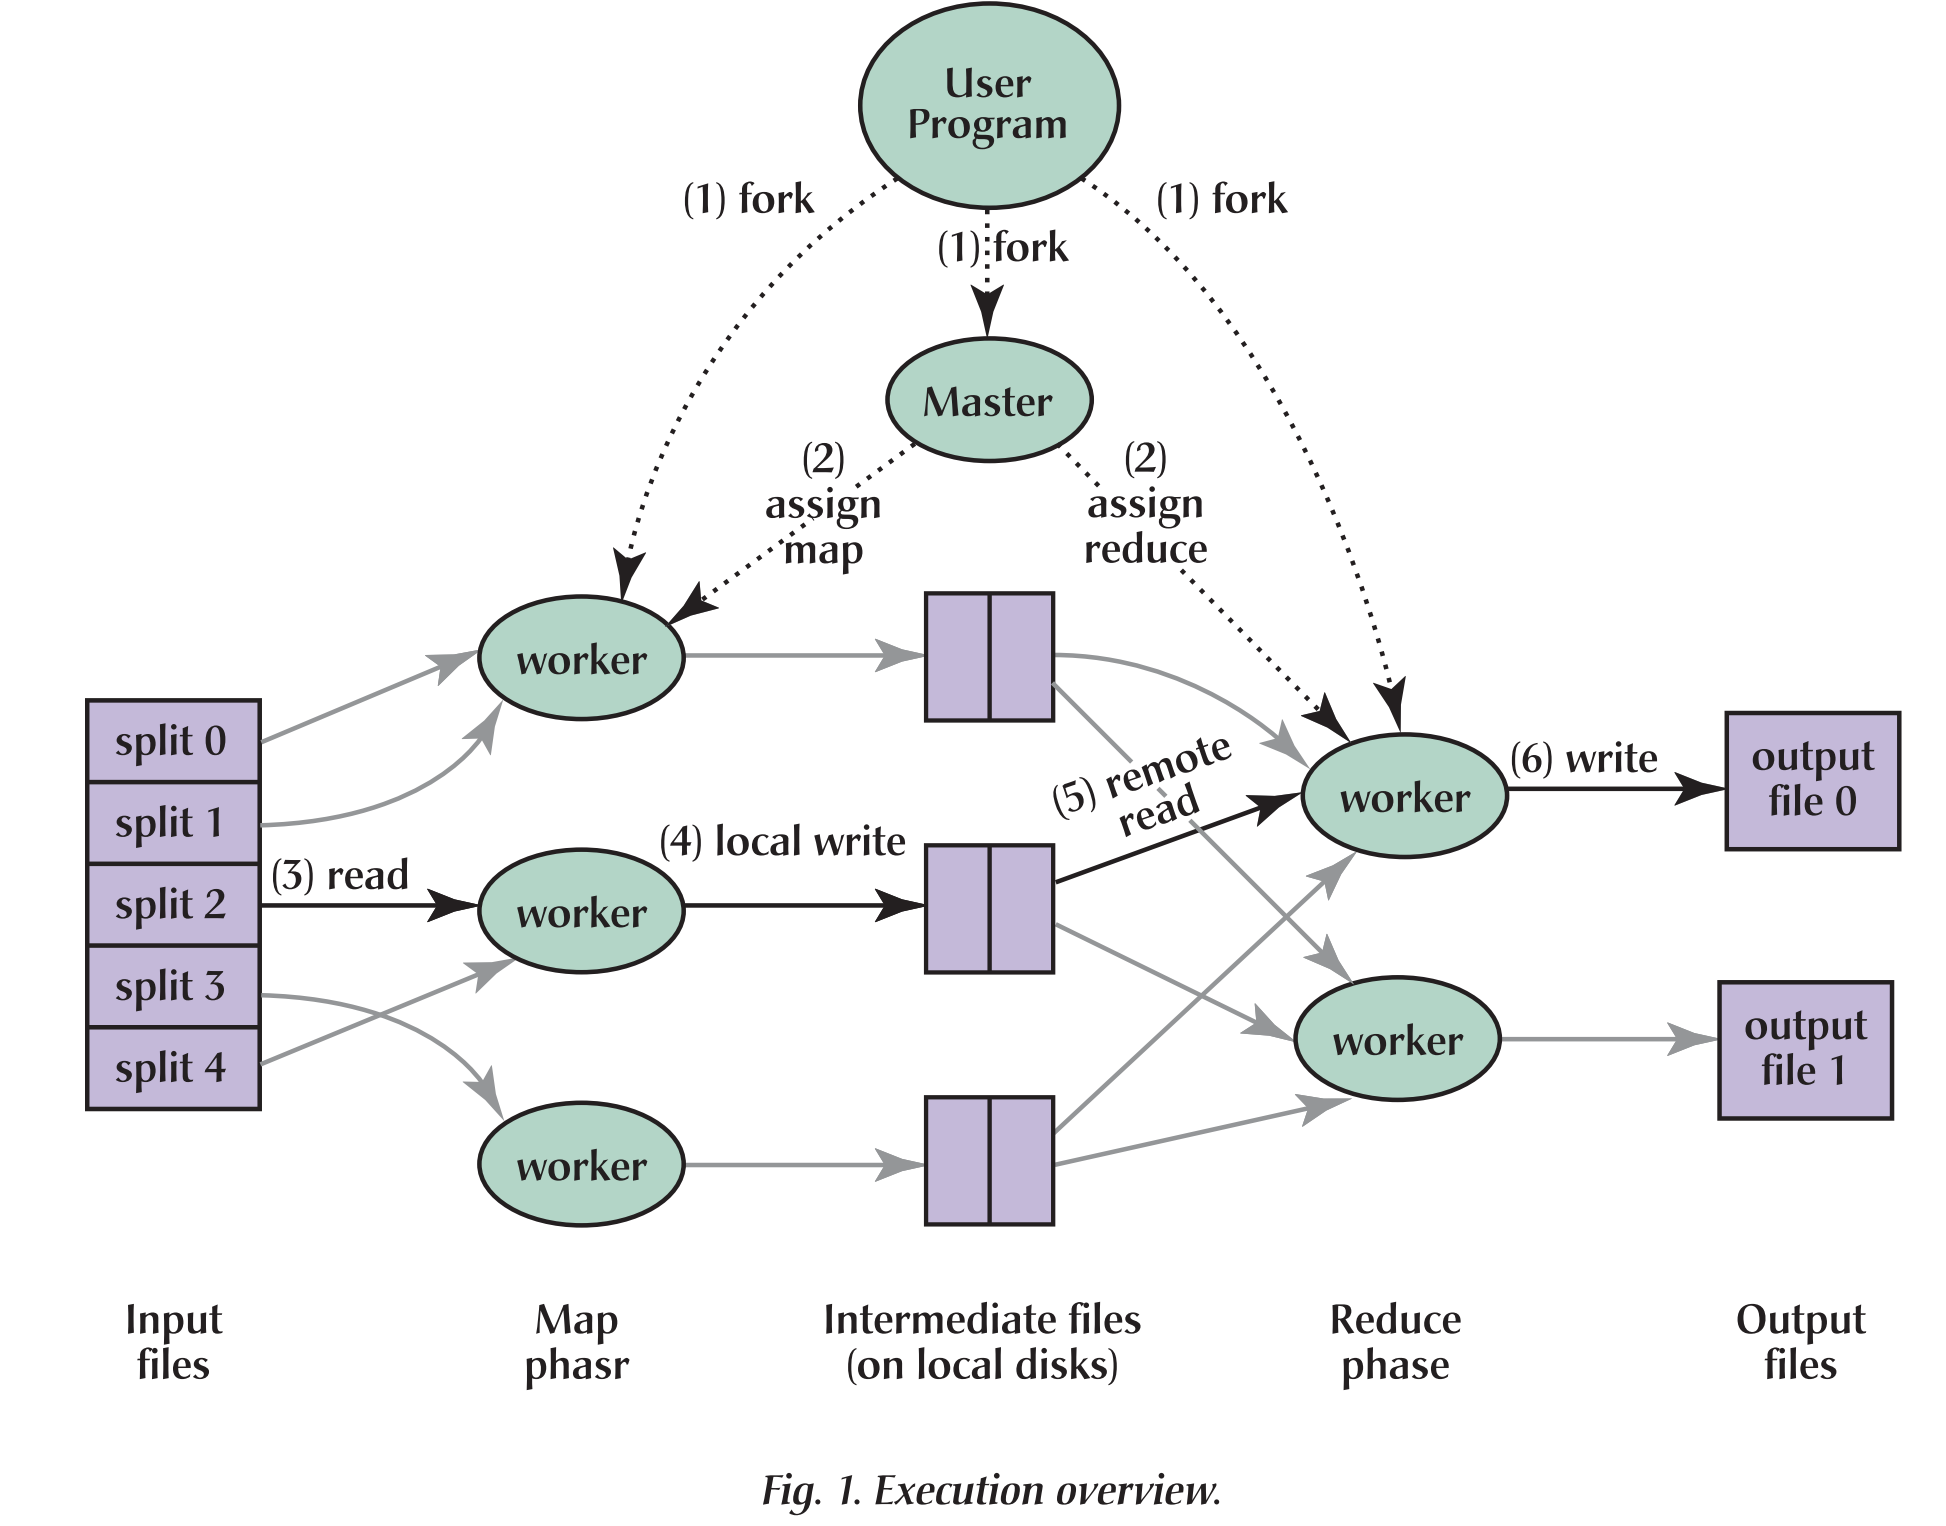 User
Program
(1) fork
(1) fork
(1) fork
Master
(2)
assign
map
(2)
assign
reduce
worker
split 0
split 1
split 2
split 3
split 4
(3) read
worker
(4) local write
worker
(5) remote
read
worker
(6) write
output
file 0
worker
output
file 1
Input
files
Map
phasr
Intermediate files
(on local disks)
Reduce
phase
Output
files
Fig. 1. Execution overview.